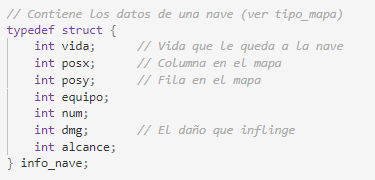 // Contiene los datos de una nave (ver tipo_mapa)
typedef struct {
    int vida;      // Vida que le queda a la nave
    int posx;      // Columna en el mapa
    int posy;      // Fila en el mapa
    int equipo;
    int num;
    int dmg;       // El daño que inflinge
    int alcance;
} info_nave;